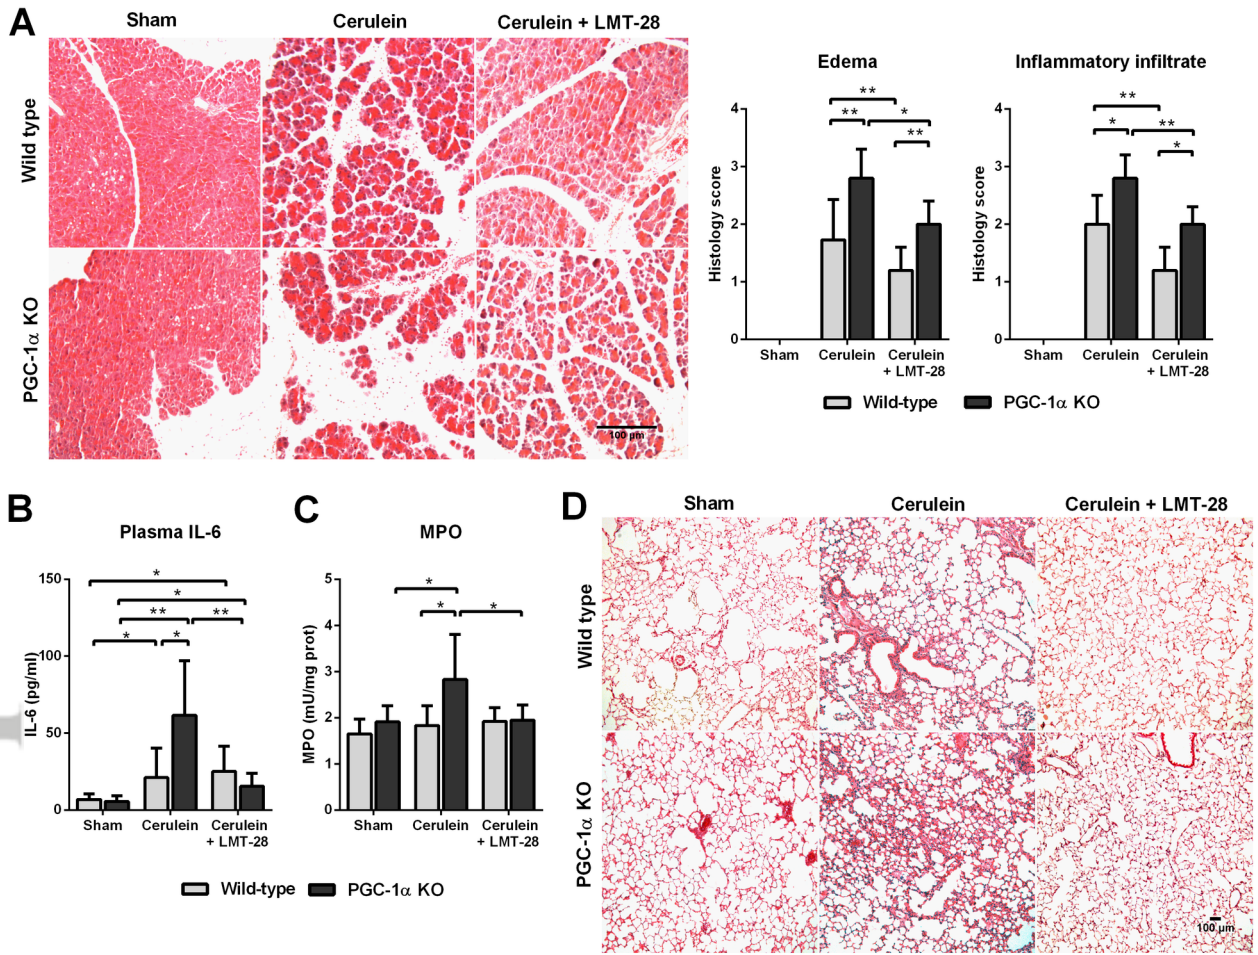 A
Sham
Cerulein
Cerulein + LMT-28
Wild type
PGC-1α KO
100 µm
Edema
Histology score
4
3
2
1
0
** 
**
*
**
Sham
Cerulein
Cerulein
+ LMT-28
Inflammatory infiltrate
Histology score
4
3
2
1
0
**
*
**
*
Sham
Cerulein
Cerulein
+ LMT-28
Wild-type
PGC-1α KO
B
Plasma IL-6
IL-6 (pg/ml)
150
100
50
0
*
*
**
**
*
*
Sham
Cerulein
Cerulein
+ LMT-28
C
MPO
MPO (mU/mg prot)
5
4
3
2
1
0
*
*
*
Sham
Cerulein
Cerulein
+ LMT-28
Wild-type
PGC-1α KO
D
Sham
Cerulein
Cerulein + LMT-28
Wild type
PGC-1α KO
100 µm